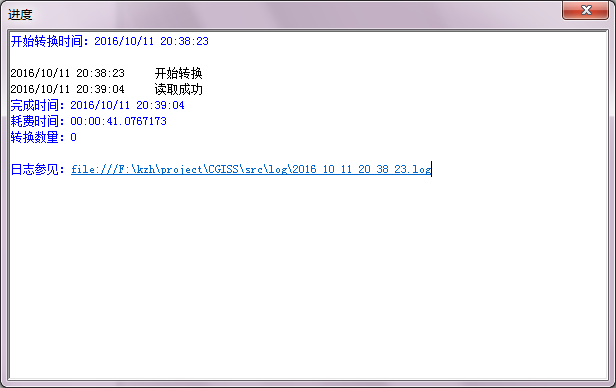 进度
开始转换时间：2016/10/11 20:38:23
2016/10/11 20:38:23 开始转换
2016/10/11 20:39:04 读取成功
完成时间：2016/10/11 20:39:04
耗费时间：00:00:41.0767173
转换数量：0
日志参见：file:///F:\kzh\project\CGISS\src\log\2016_10_11_20_38_23.log